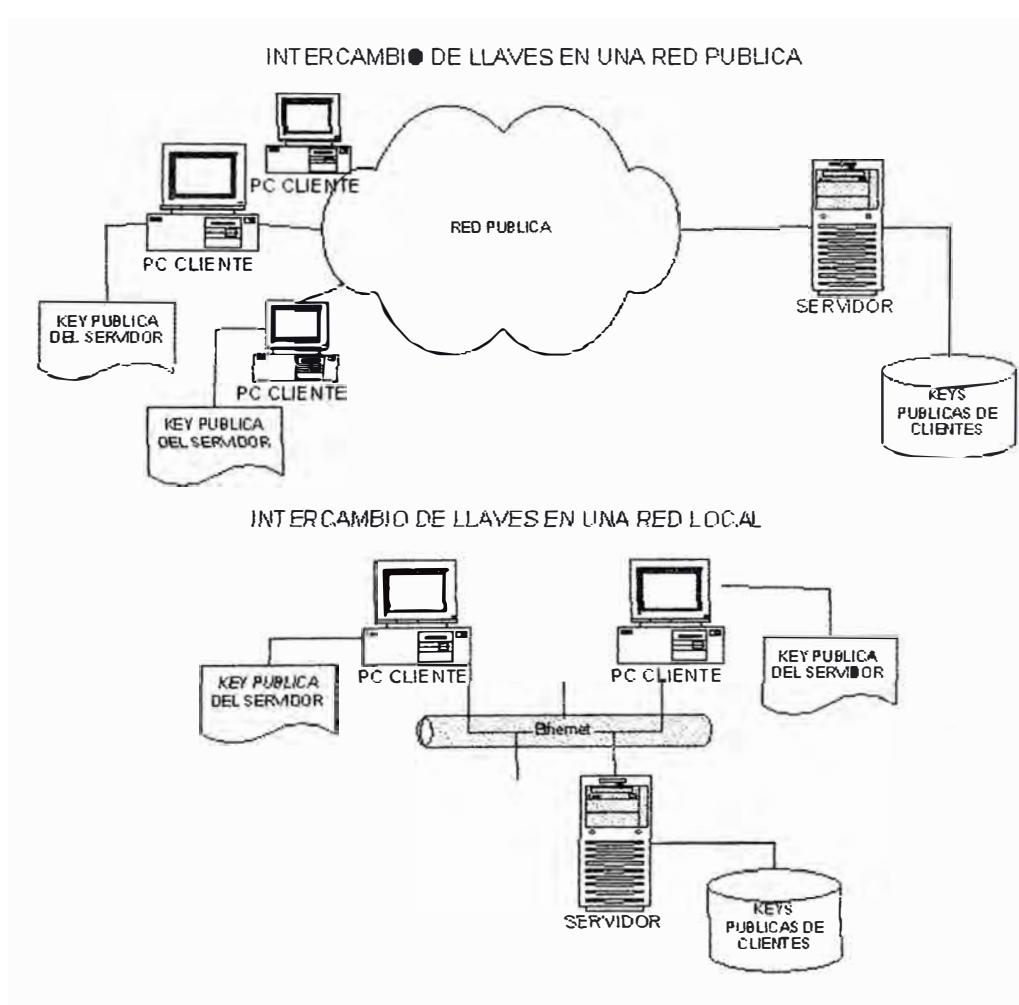 INTERCAMBIO DE LLAVES EN UNA RED PUBLICA
PC CLIENTE
RED PUBLICA
PC CLIENTE
SERVIDOR
KEY PUBLICA
DEL SERVIDOR
PC CLIENTE
KEYS
PUBLICAS DE
CLIENTES
KEY PUBLICA
DEL SERVIDOR
INTERCAMBIO DE LLAVES EN UNA RED LOCAL
PC CLIENTE
PC CLIENTE
KEY PUBLICA
DEL SERVIDOR
KEY PUBLICA
DEL SERVIDOR
Ethernet
SERVIDOR
KEYS
PUBLICAS DE
CLIENTES